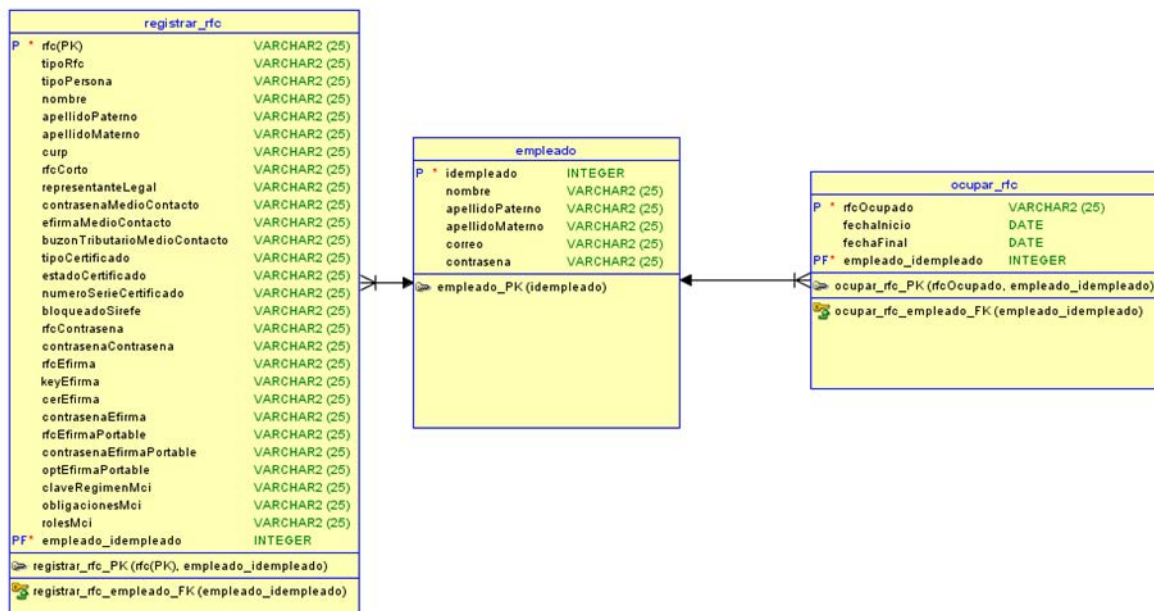 registrar_rfc
P * rfc(PK) VARCHAR2 (25)
tipoRfc VARCHAR2 (25)
tipoPersona VARCHAR2 (25)
nombre VARCHAR2 (25)
apellidoPaterno VARCHAR2 (25)
apellidoMaterno VARCHAR2 (25)
curp VARCHAR2 (25)
rfcCorto VARCHAR2 (25)
representanteLegal VARCHAR2 (25)
contrasenaMedioContacto VARCHAR2 (25)
efirmaMedioContacto VARCHAR2 (25)
buzonTributarioMedioContacto VARCHAR2 (25)
tipoCertificado VARCHAR2 (25)
estadoCertificado VARCHAR2 (25)
numeroSerieCertificado VARCHAR2 (25)
bloqueadoSirefe VARCHAR2 (25)
rfcContrasena VARCHAR2 (25)
contrasenaContrasena VARCHAR2 (25)
rfcEfirma VARCHAR2 (25)
keyEfirma VARCHAR2 (25)
cerEfirma VARCHAR2 (25)
contrasenaEfirma VARCHAR2 (25)
rfcEfirmaPortable VARCHAR2 (25)
contrasenaEfirmaPortable VARCHAR2 (25)
optEfirmaPortable VARCHAR2 (25)
claveRegimenMci VARCHAR2 (25)
obligacionesMci VARCHAR2 (25)
rolesMci VARCHAR2 (25)
PF* empleado_idempleado INTEGER
registrar_rfc_PK (rfc(PK), empleado_idempleado)
registrar_rfc_empleado_FK (empleado_idempleado)
empleado
P * idempleado INTEGER
nombre VARCHAR2 (25)
apellidoPaterno VARCHAR2 (25)
apellidoMaterno VARCHAR2 (25)
correo VARCHAR2 (25)
contrasena VARCHAR2 (25)
empleado_PK (idempleado)
ocupar_rfc
P * rfcOcupado VARCHAR2 (25)
fechaInicio DATE
fechaFinal DATE
PF* empleado_idempleado INTEGER
ocupar_rfc_PK (rfcOcupado, empleado_idempleado)
ocupar_rfc_empleado_FK (empleado_idempleado)